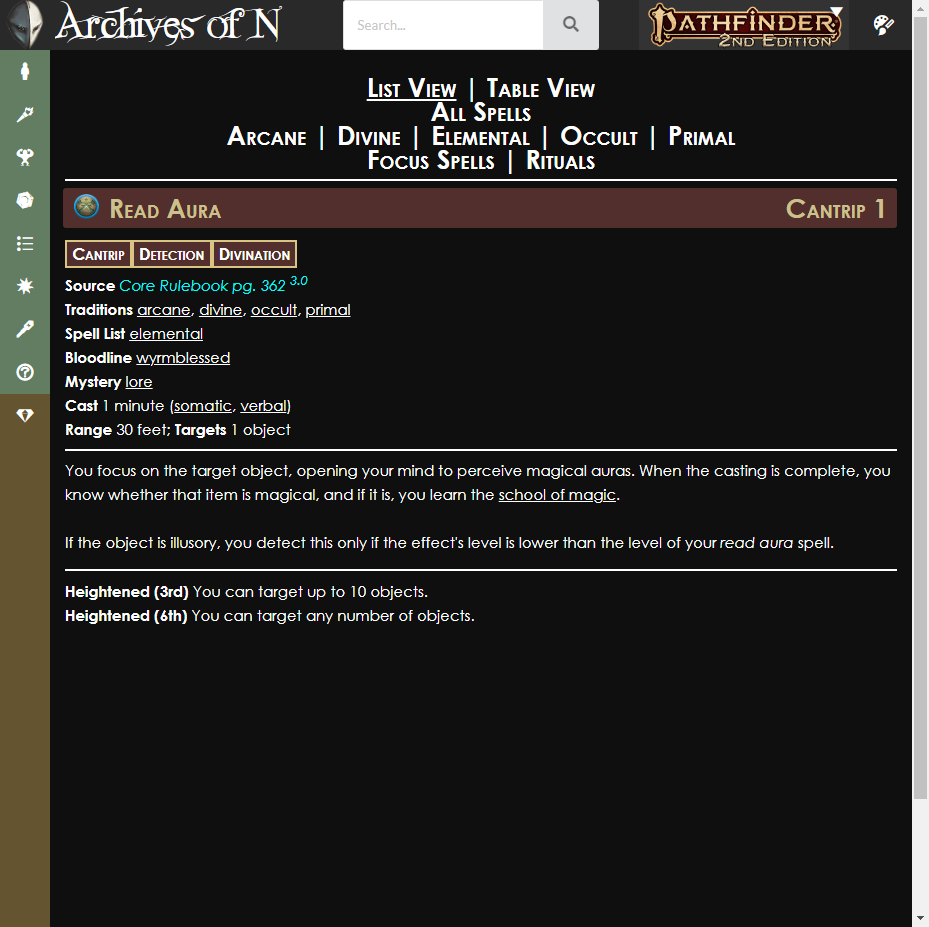 Archives of N
Search...
PATHFINDER
2ND EDITION
List View | Table View
All Spells
Arcane | Divine | Elemental | Occult | Primal
Focus Spells | Rituals
Read Aura Cantrip 1
Cantrip Detection Divination
Source Core Rulebook pg. 362 3.0
Traditions arcane, divine, occult, primal
Spell List elemental
Bloodline wyrmblessed
Mystery lore
Cast 1 minute (somatic, verbal)
Range 30 feet; Targets 1 object
You focus on the target object, opening your mind to perceive magical auras. When the casting is complete, you
know whether that item is magical, and if it is, you learn the school of magic.
If the object is illusory, you detect this only if the effect's level is lower than the level of your read aura spell.
Heightened (3rd) You can target up to 10 objects.
Heightened (6th) You can target any number of objects.